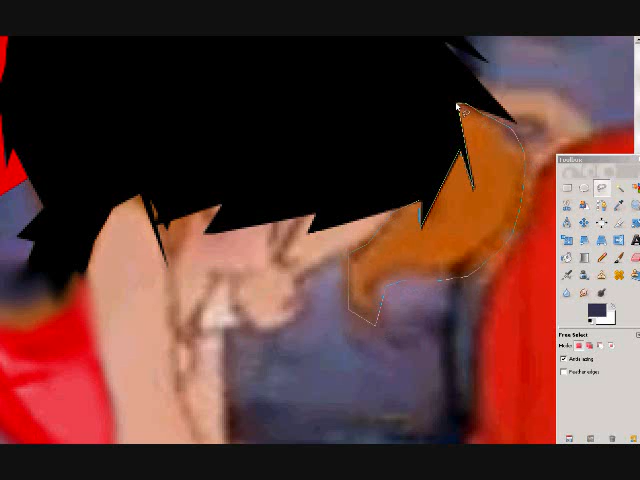 Toolbox
A
Free Select
Mode:
Antialiasing
Feather edges